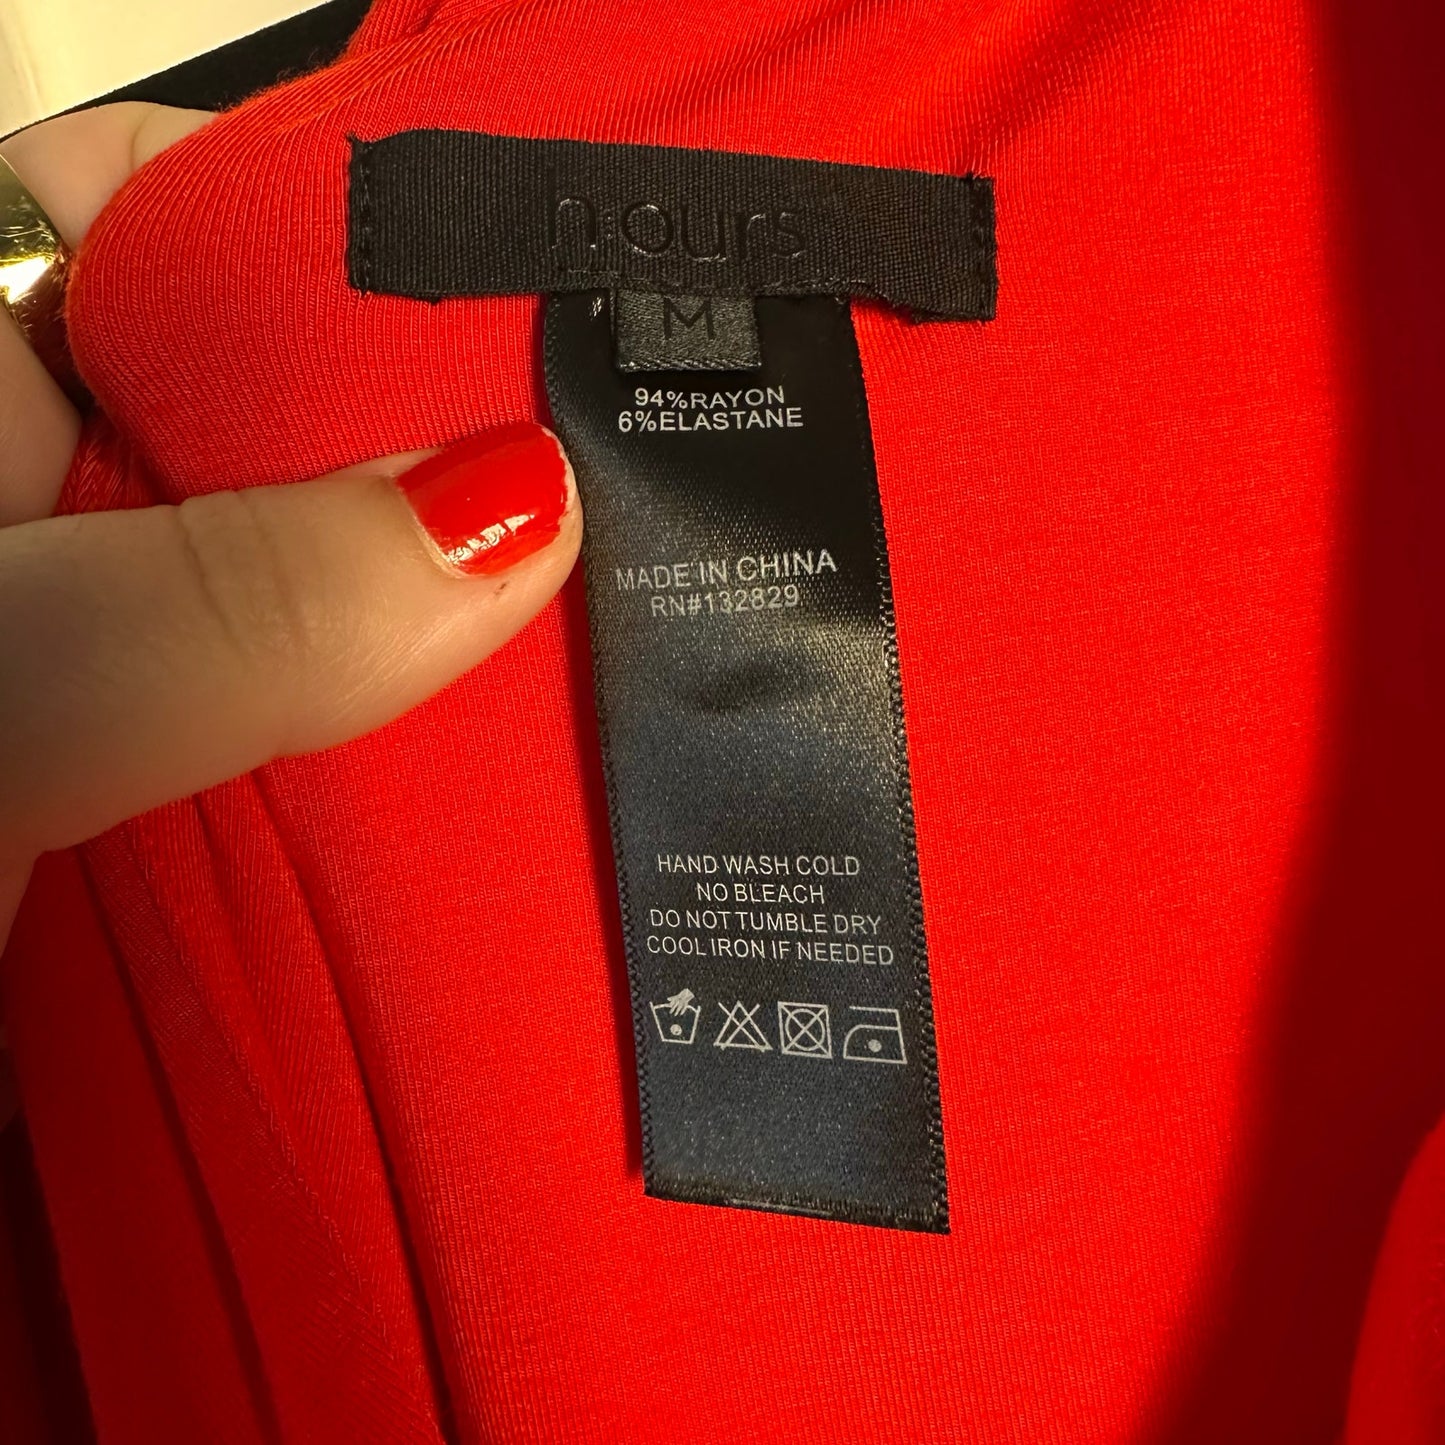 n:ours
M
94%RAYON
6%ELASTANE
MADE IN CHINA
RN#132829
HAND WASH COLD
NO BLEACH
DO NOT TUMBLE DRY
COOL IRON IF NEEDED